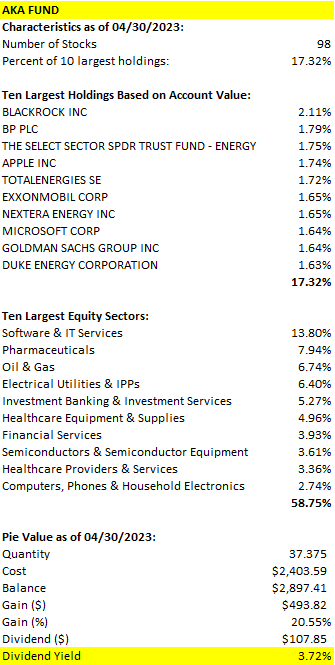 AKA FUND
Characteristics as of 04/30/2023:
Number of Stocks 98
Percent of 10 largest holdings: 17.32%
Ten Largest Holdings Based on Account Value:
BLACKROCK INC 2.11%
BP PLC 1.79%
THE SELECT SECTOR SPDR TRUST FUND - ENERGY 1.75%
APPLE INC 1.74%
TOTALENERGIES SE 1.72%
EXXONMOBIL CORP 1.65%
NEXTERA ENERGY INC 1.65%
MICROSOFT CORP 1.64%
GOLDMAN SACHS GROUP INC 1.64%
DUKE ENERGY CORPORATION 1.63%
17.32%
Ten Largest Equity Sectors:
Software & IT Services 13.80%
Pharmaceuticals 7.94%
Oil & Gas 6.74%
Electrical Utilities & IPPs 6.40%
Investment Banking & Investment Services 5.27%
Healthcare Equipment & Supplies 4.96%
Financial Services 3.93%
Semiconductors & Semiconductor Equipment 3.61%
Healthcare Providers & Services 3.36%
Computers, Phones & Household Electronics 2.74%
58.75%
Pie Value as of 04/30/2023:
Quantity 37.375
Cost $2,403.59
Balance $2,897.41
Gain ($) $493.82
Gain (%) 20.55%
Dividend ($) $107.85
Dividend Yield 3.72%